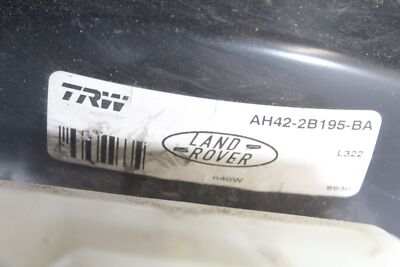 TRW
AH42-2B195-BA
LAND
ROVER
L322
n40W